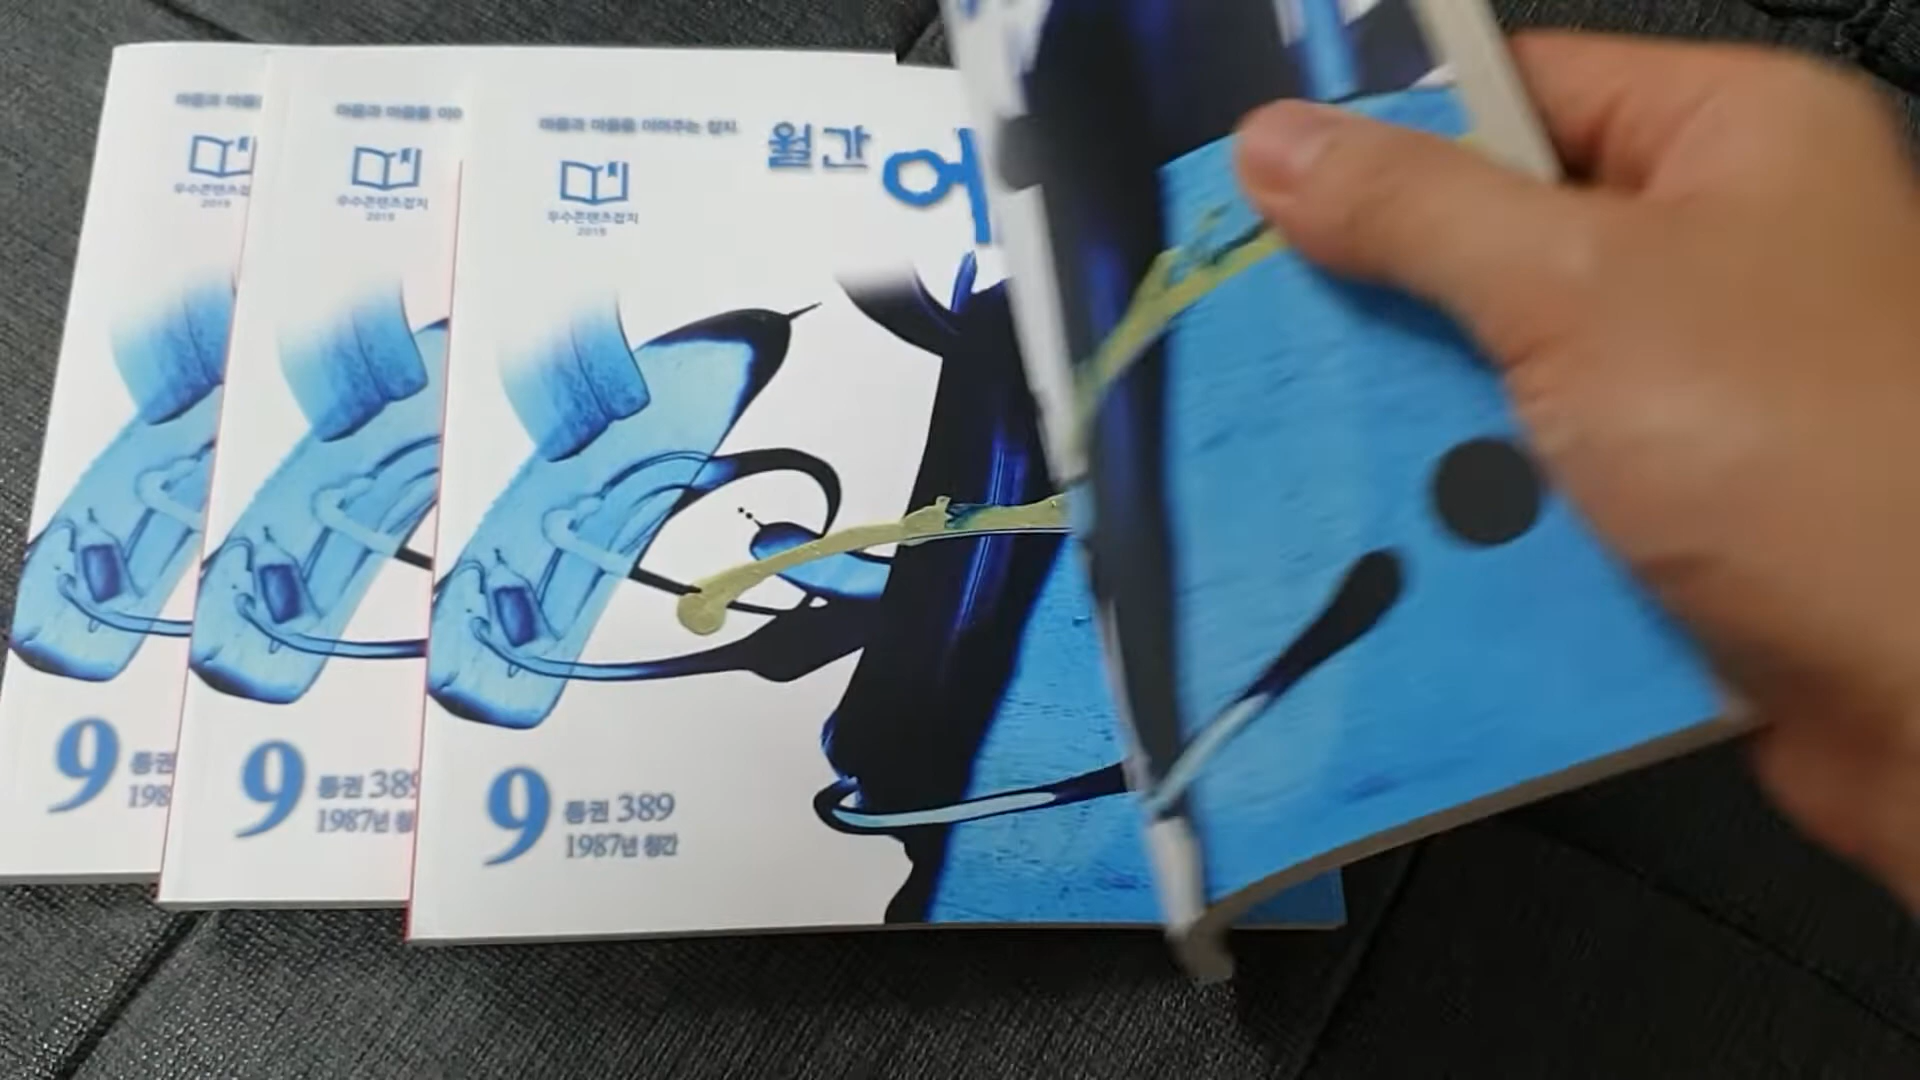 마음과 마음
우수콘텐츠잡
2019
9
통권
198
마음과 마음을 이어
우수콘텐츠잡지
2019
9
통권 389
1987년 창
마음과 마음을 이어주는 잡지
우수콘텐츠잡지
2019
월간 어
9
통권 389
1987년 창간